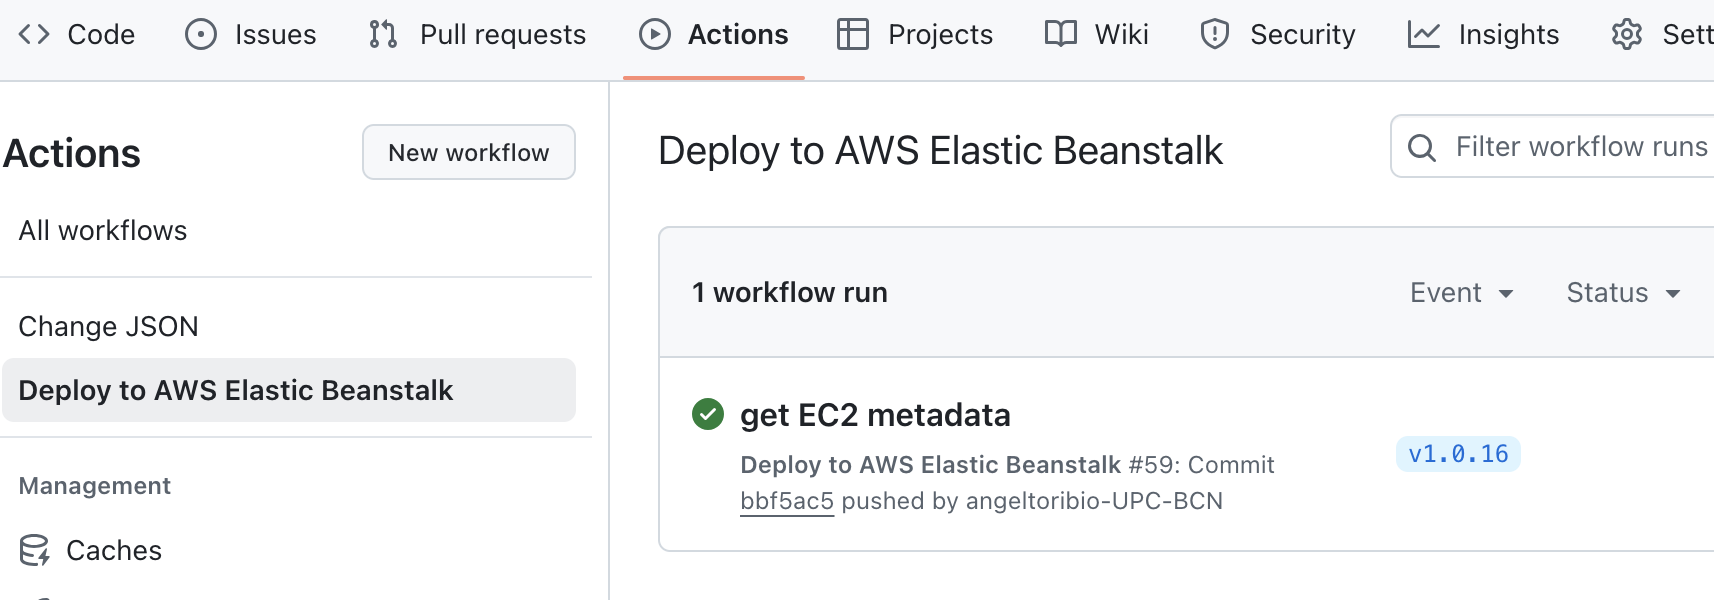 Code Issues Pull requests Actions Projects Wiki Security Insights Sett
Actions
New workflow
All workflows
Change JSON
Deploy to AWS Elastic Beanstalk
Management
Caches
Deploy to AWS Elastic Beanstalk
Filter workflow runs
1 workflow run
Event
Status
get EC2 metadata
Deploy to AWS Elastic Beanstalk #59: Commit
bbf5ac5 pushed by angeltoribio-UPC-BCN
v1.0.16